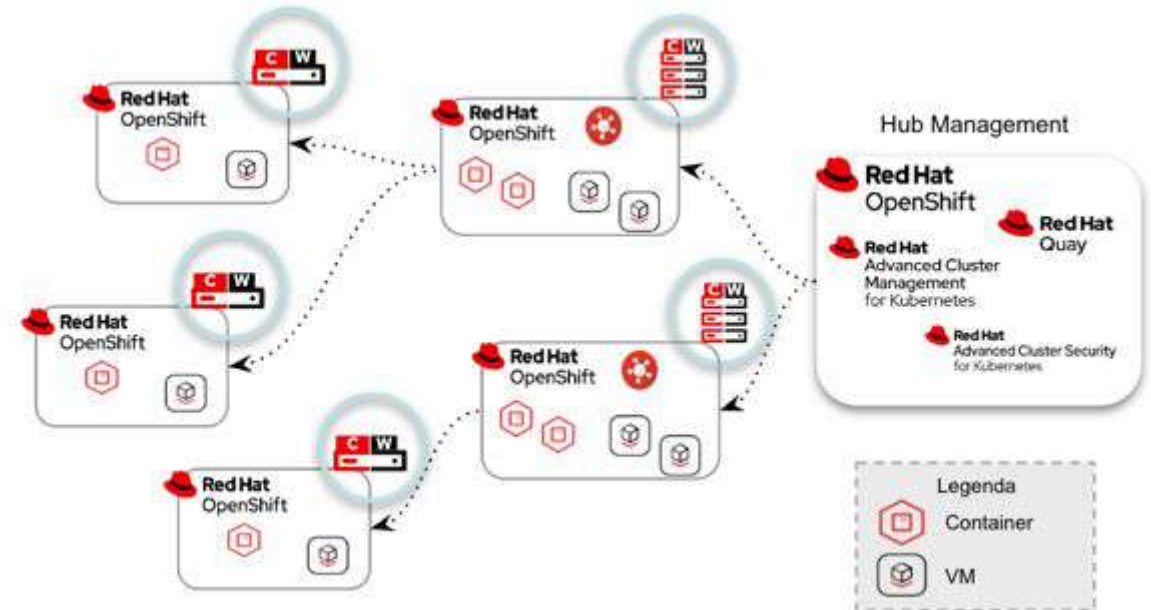 C W
Red Hat
OpenShift
C W
Red Hat
OpenShift
Hub Management
Red Hat
OpenShift
Red Hat
Quay
Red Hat
Advanced Cluster
Management
for Kubernetes
Red Hat
Advanced Cluster Security
for Kubernetes
C W
Red Hat
OpenShift
C W
Red Hat
OpenShift
C W
Red Hat
OpenShift
Legenda
Container
VM